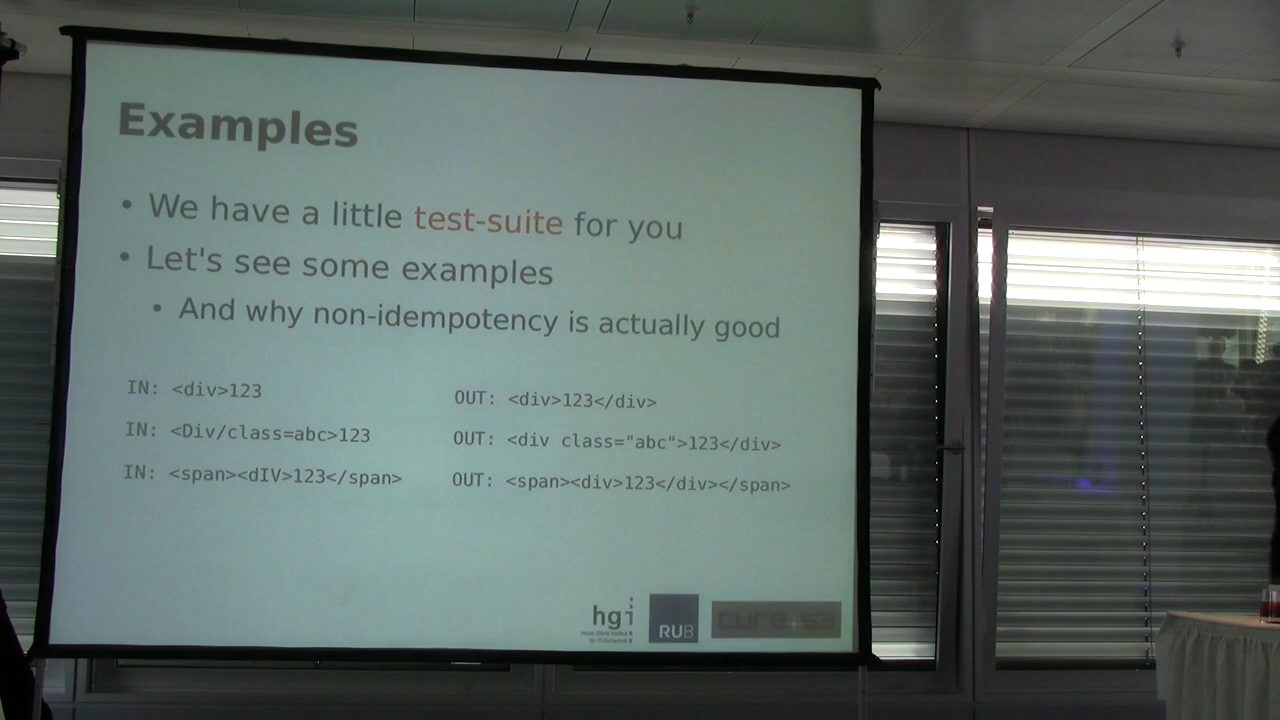 Examples
• We have a little test-suite for you
• Let's see some examples
• And why non-idempotency is actually good
IN: <div>123
OUT: <div>123</div>
IN: <Div/class=abc>123
OUT: <div class="abc">123</div>
IN: <span><dIV>123</span>
OUT: <span><div>123</div></span>
hgi
RUB
cure+53